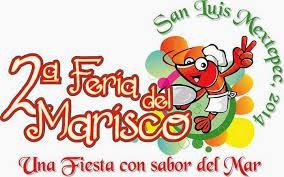 San Luis Mextepec, 2014
2ª Feria
del
Marisco
Una Fiesta con sabor del Mar